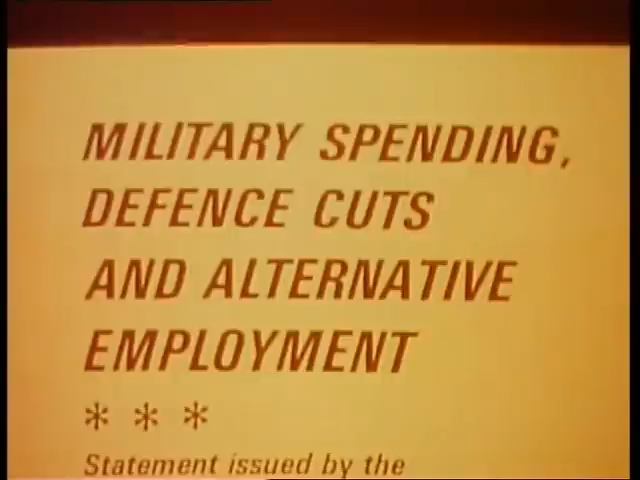 MILITARY SPENDING,
DEFENCE CUTS
AND ALTERNATIVE
EMPLOYMENT
***
Statement issued by the